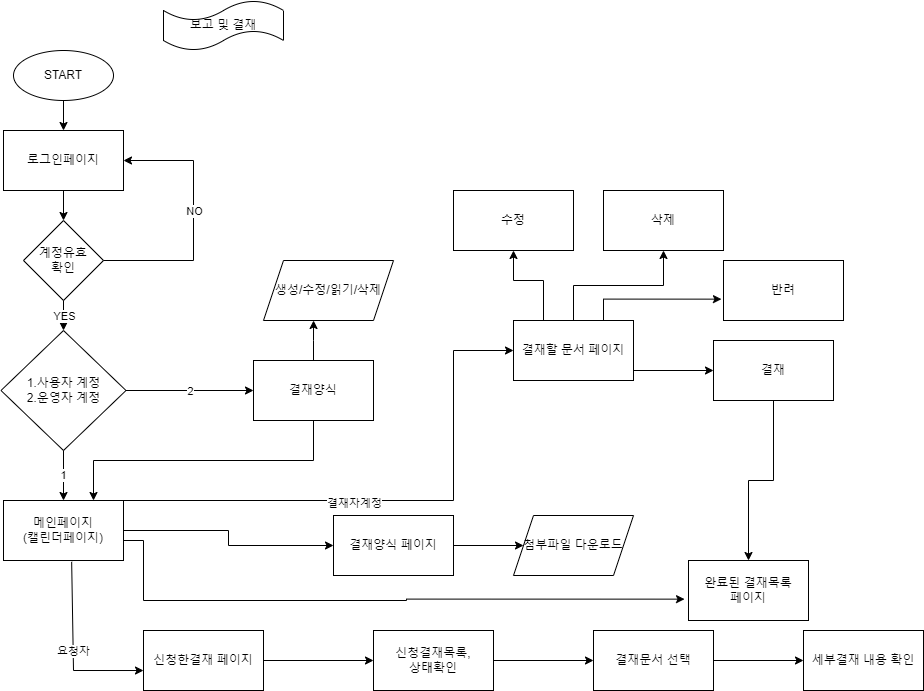 보고 및 결재
START
로그인페이지
NO
계정유효
확인
YES
수정
삭제
생성/수정/읽기/삭제
반려
1.사용자 계정
2.운영자 계정
2
결재양식
결재할 문서 페이지
결재
1
결재자계정
메인페이지
(캘린더페이지)
결재양식 페이지
첨부파일 다운로드
완료된 결재목록
페이지
요청자
신청한결재 페이지
신청결재목록,
상태확인
결재문서 선택
세부결재 내용 확인